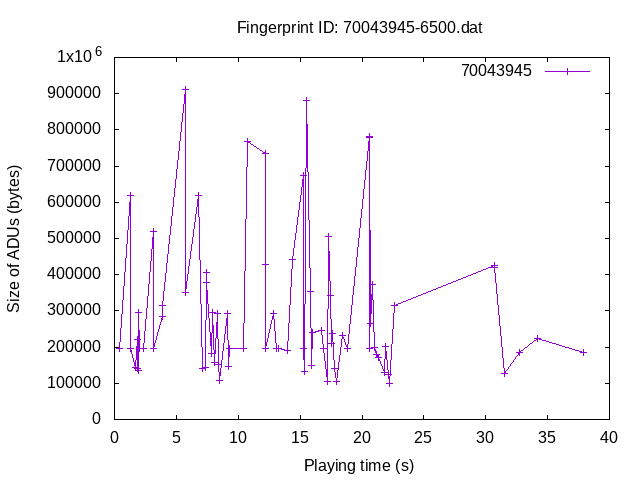 Fingerprint ID: 70043945-6500.dat
1x10^6
70043945
900000
800000
700000
600000
500000
400000
300000
200000
100000
0
Size of ADUs (bytes)
0 5 10 15 20 25 30 35 40
Playing time (s)